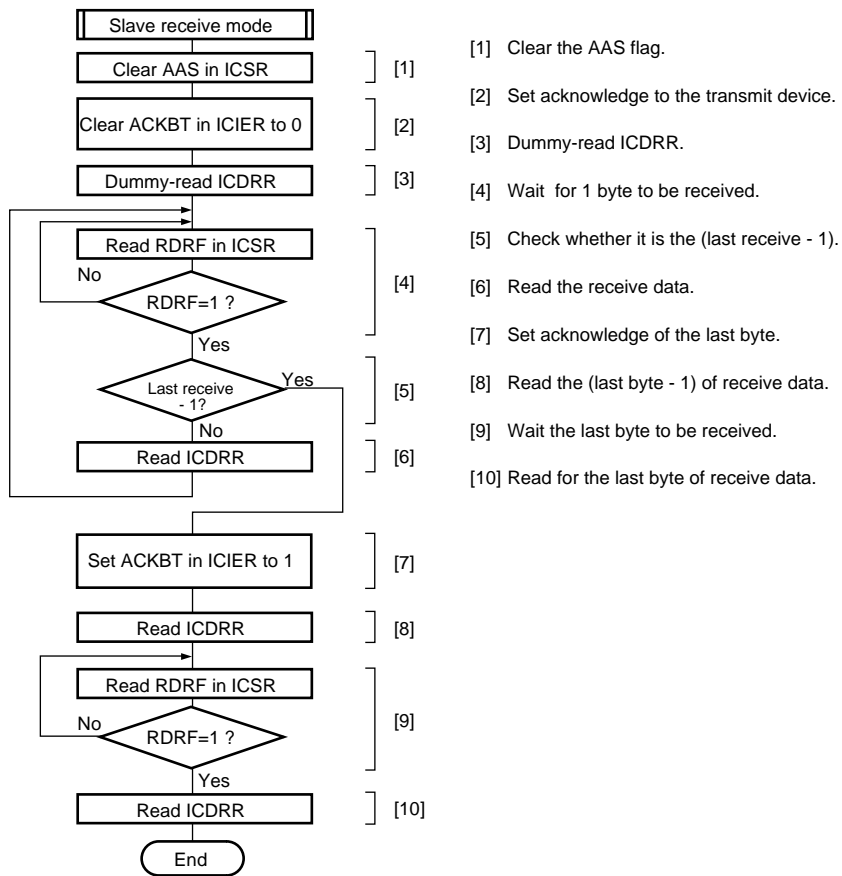 Slave receive mode
Clear AAS in ICSR
[1]
Clear ACKBT in ICIER to 0
[2]
Dummy-read ICDRR
[3]
Read RDRF in ICSR
No
RDRF=1 ?
[4]
Yes
Last receive
- 1?
Yes
[5]
No
Read ICDRR
[6]
Set ACKBT in ICIER to 1
[7]
Read ICDRR
[8]
Read RDRF in ICSR
No
RDRF=1 ?
[9]
Yes
Read ICDRR
[10]
End
[1] Clear the AAS flag.
[2] Set acknowledge to the transmit device.
[3] Dummy-read ICDRR.
[4] Wait for 1 byte to be received.
[5] Check whether it is the (last receive - 1).
[6] Read the receive data.
[7] Set acknowledge of the last byte.
[8] Read the (last byte - 1) of receive data.
[9] Wait the last byte to be received.
[10] Read for the last byte of receive data.